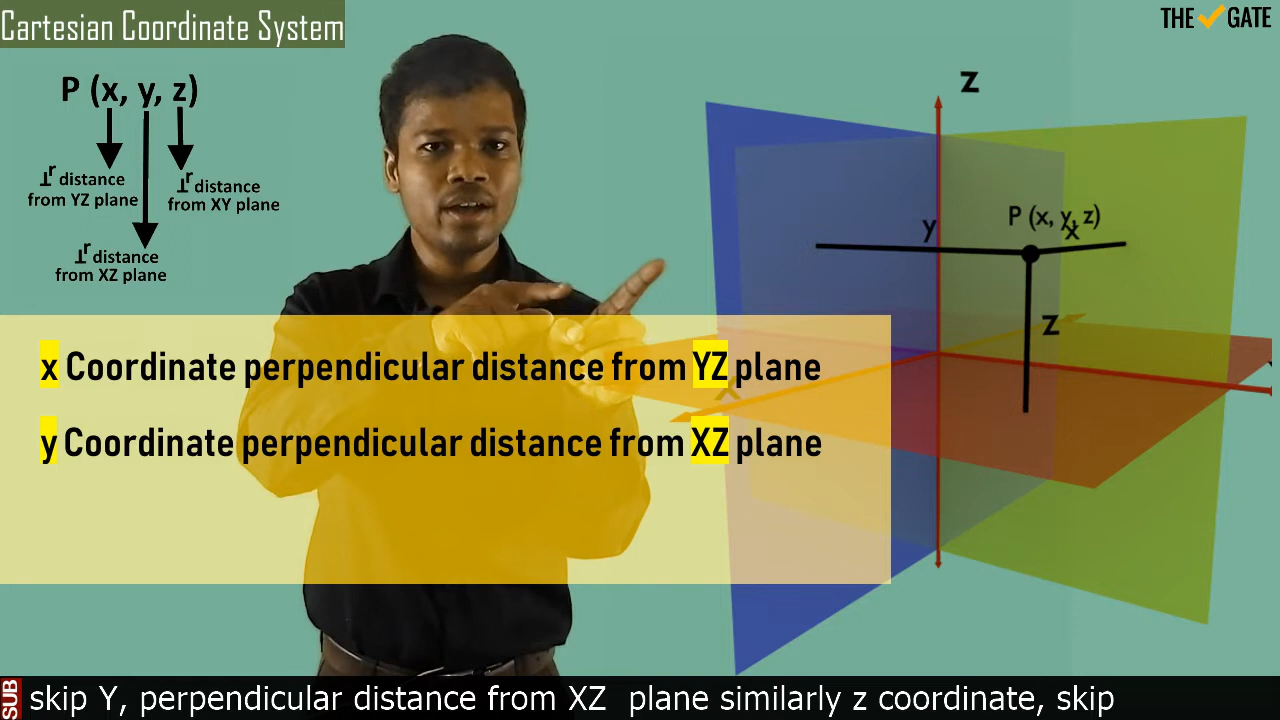 Cartesian Coordinate System
THE GATE
P (x, y, z)
⊥r distance
from YZ plane
⊥r distance
from XY plane
⊥r distance
from XZ plane
z
y
P (x, y, z)
x
z
x Coordinate perpendicular distance from YZ plane
y Coordinate perpendicular distance from XZ plane
SUB
skip Y, perpendicular distance from XZ plane similarly z coordinate, skip